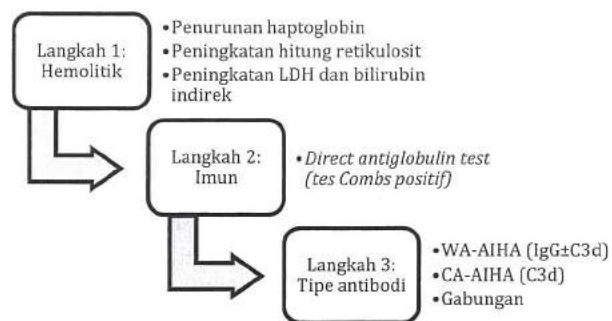 Langkah 1:
Hemolitik
•Penurunan haptoglobin
•Peningkatan hitung retikulosit
•Peningkatan LDH dan bilirubin
indirek
Langkah 2:
Imun
•Direct antiglobulin test
(tes Combs positif)
Langkah 3:
Tipe antibodi
•WA-AIHA (IgG±C3d)
•CA-AIHA (C3d)
•Gabungan